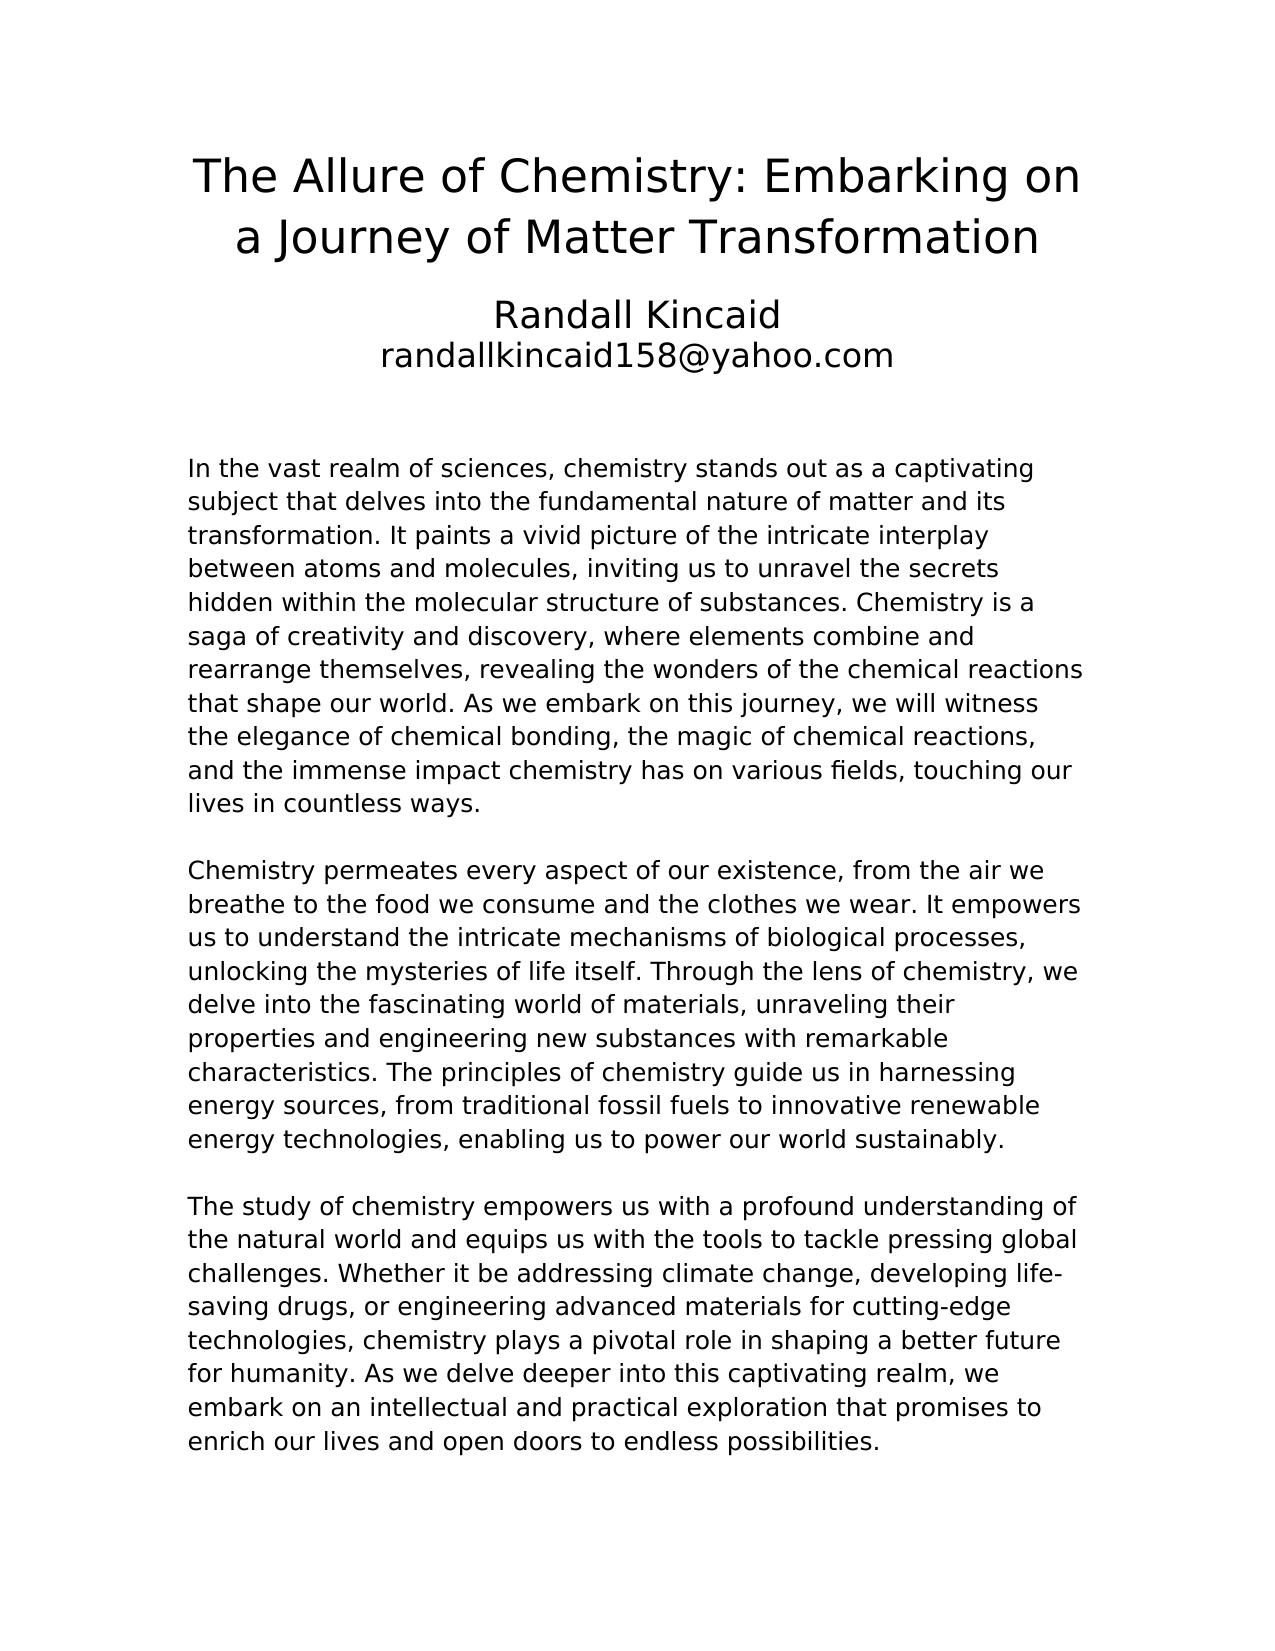 The Allure of Chemistry: Embarking on
a Journey of Matter Transformation
Randall Kincaid
randallkincaid158@yahoo.com
In the vast realm of sciences, chemistry stands out as a captivating
subject that delves into the fundamental nature of matter and its
transformation. It paints a vivid picture of the intricate interplay
between atoms and molecules, inviting us to unravel the secrets
hidden within the molecular structure of substances. Chemistry is a
saga of creativity and discovery, where elements combine and
rearrange themselves, revealing the wonders of the chemical reactions
that shape our world. As we embark on this journey, we will witness
the elegance of chemical bonding, the magic of chemical reactions,
and the immense impact chemistry has on various fields, touching our
lives in countless ways.
Chemistry permeates every aspect of our existence, from the air we
breathe to the food we consume and the clothes we wear. It empowers
us to understand the intricate mechanisms of biological processes,
unlocking the mysteries of life itself. Through the lens of chemistry, we
delve into the fascinating world of materials, unraveling their
properties and engineering new substances with remarkable
characteristics. The principles of chemistry guide us in harnessing
energy sources, from traditional fossil fuels to innovative renewable
energy technologies, enabling us to power our world sustainably.
The study of chemistry empowers us with a profound understanding of
the natural world and equips us with the tools to tackle pressing global
challenges. Whether it be addressing climate change, developing life-
saving drugs, or engineering advanced materials for cutting-edge
technologies, chemistry plays a pivotal role in shaping a better future
for humanity. As we delve deeper into this captivating realm, we
embark on an intellectual and practical exploration that promises to
enrich our lives and open doors to endless possibilities.